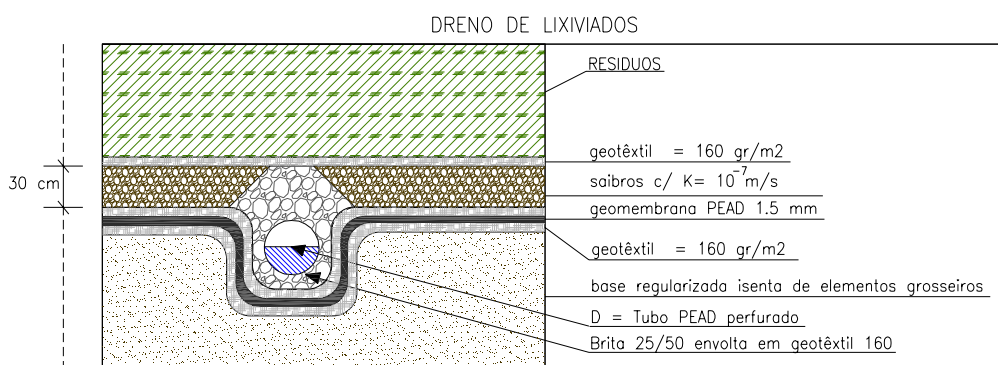 DRENO DE LIXIVIADOS
RESIDUOS
geotêxtil = 160 gr/m2
30 cm
saibros c/ K= 10-7m/s
geomembrana PEAD 1.5 mm
geotêxtil = 160 gr/m2
base regularizada isenta de elementos grosseiros
D = Tubo PEAD perfurado
Brita 25/50 envolta em geotêxtil 160